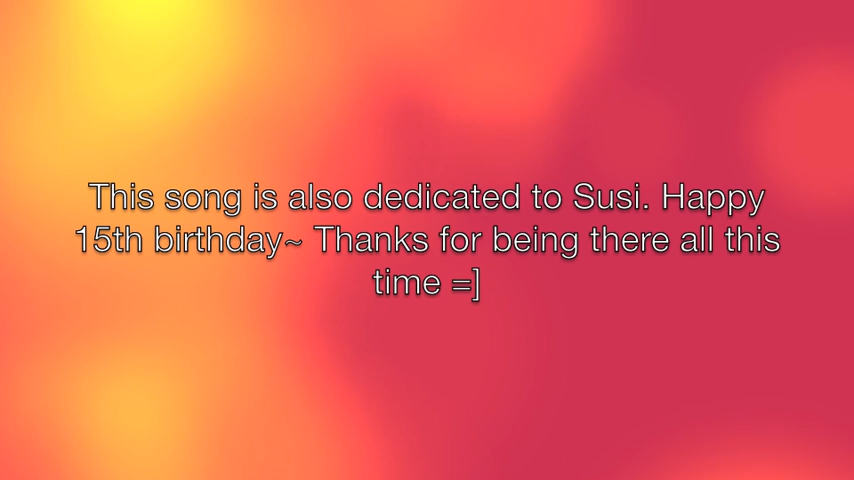 This song is also dedicated to Susi. Happy
15th birthday~ Thanks for being there all this
time =]